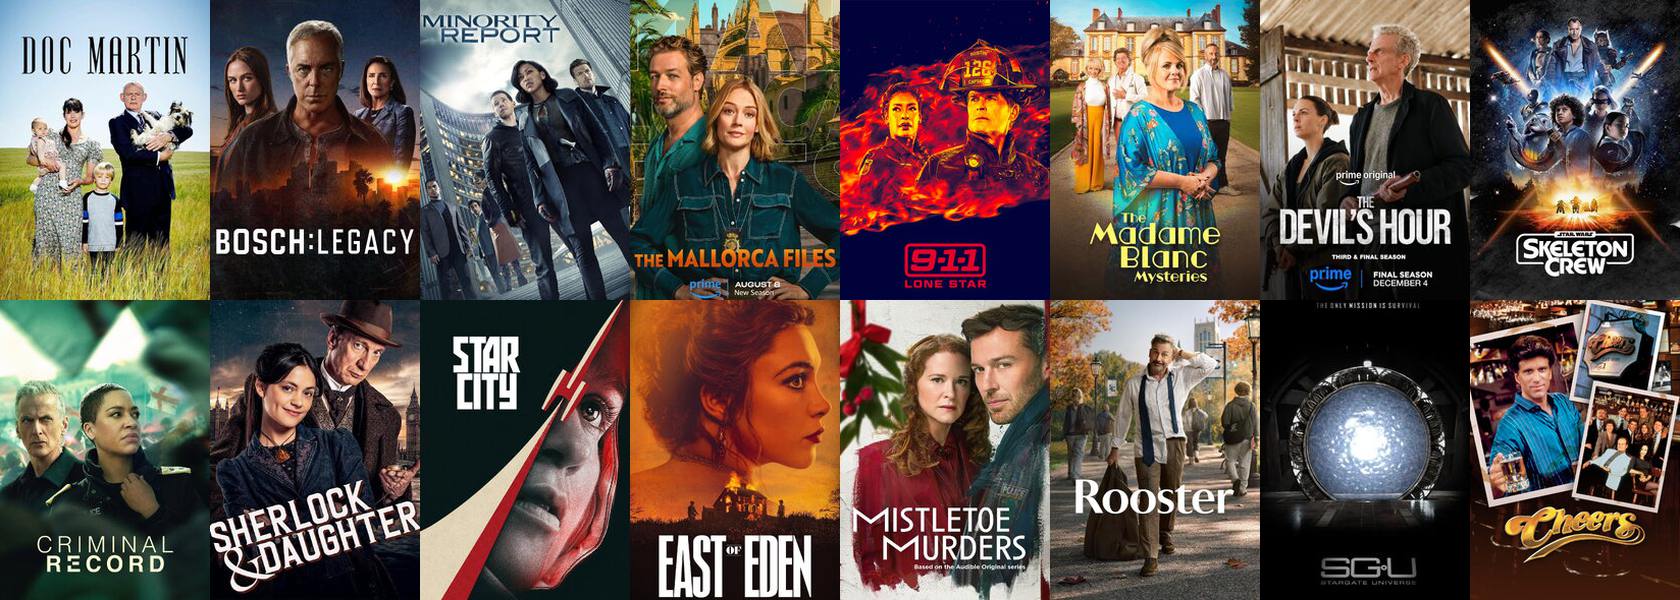 DOC MARTIN
BOSCH:LEGACY
MINORITY
REPORT
THE MALLORCA FILES
prime
AUGUST 8
New Season
126
9-1-1
LONE STAR
The
Madame
Blanc
Mysteries
prime original
THE
DEVIL'S HOUR
THIRD & FINAL SEASON
prime
FINAL SEASON
DECEMBER 4
STAR WARS
SKELETON
CREW
CRIMINAL
RECORD
SHERLOCK
& DAUGHTER
STAR
CITY
EAST OF EDEN
MISTLETOE
MURDERS
Based on the Audible Original series
Rooster
THE ONLY MISSION IS SURVIVAL
SG·U
STARGATE UNIVERSE
Cheers
Cheers